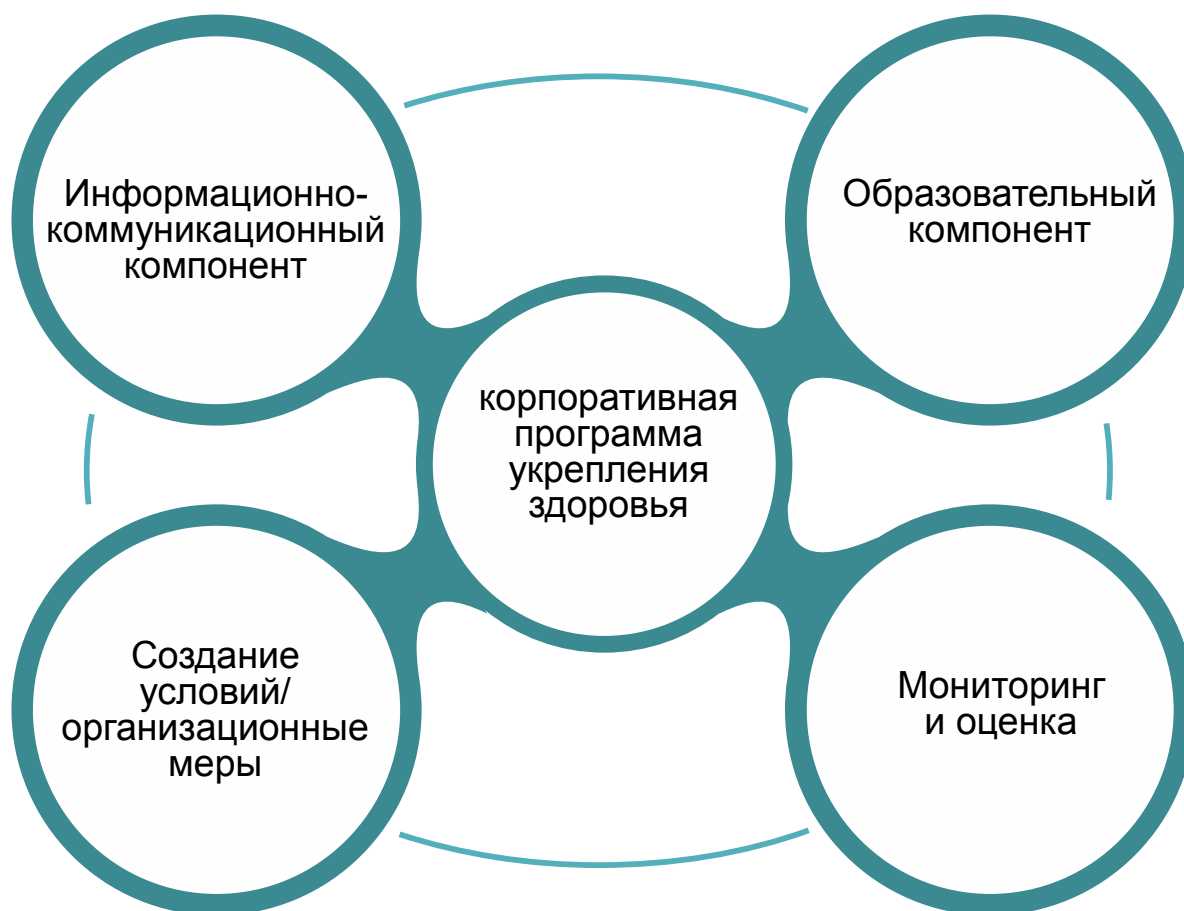 Информационно-
коммуникационный
компонент
Образовательный
компонент
корпоративная
программа
укрепления
здоровья
Создание
условий/
организационные
меры
Мониторинг
и оценка